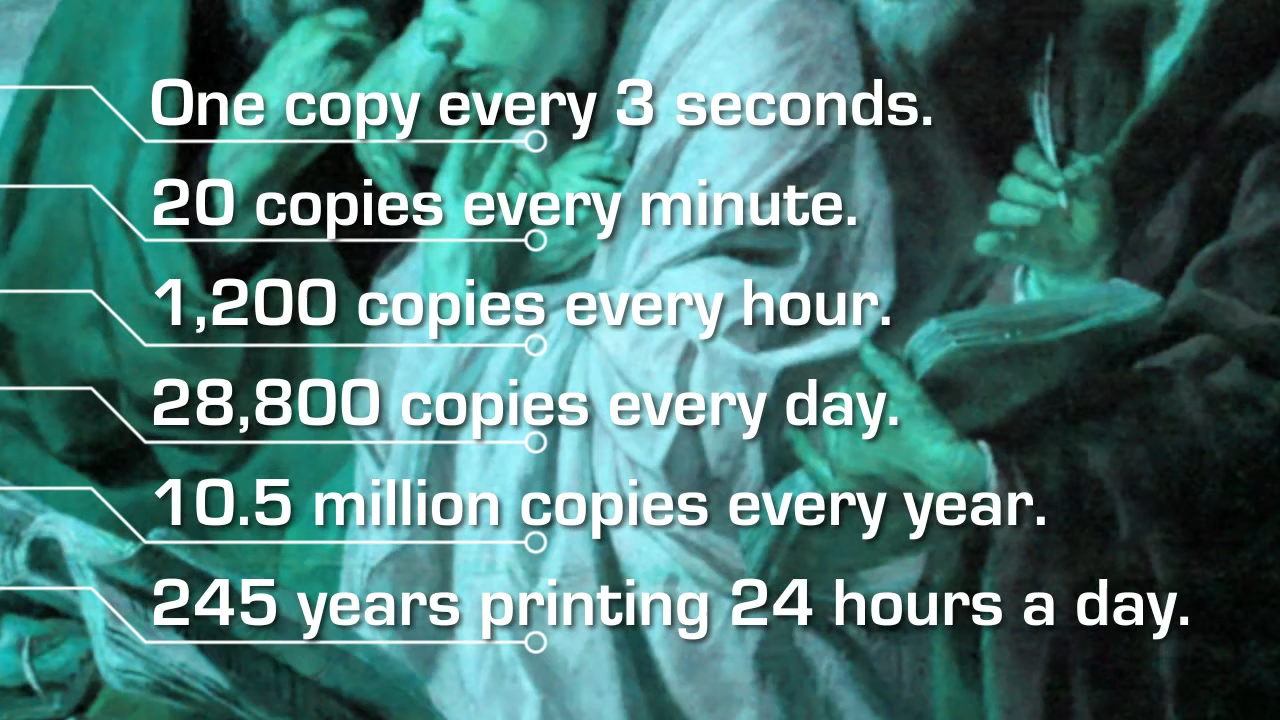 One copy every 3 seconds.
20 copies every minute.
1,200 copies every hour.
28,800 copies every day.
10.5 million copies every year.
245 years printing 24 hours a day.